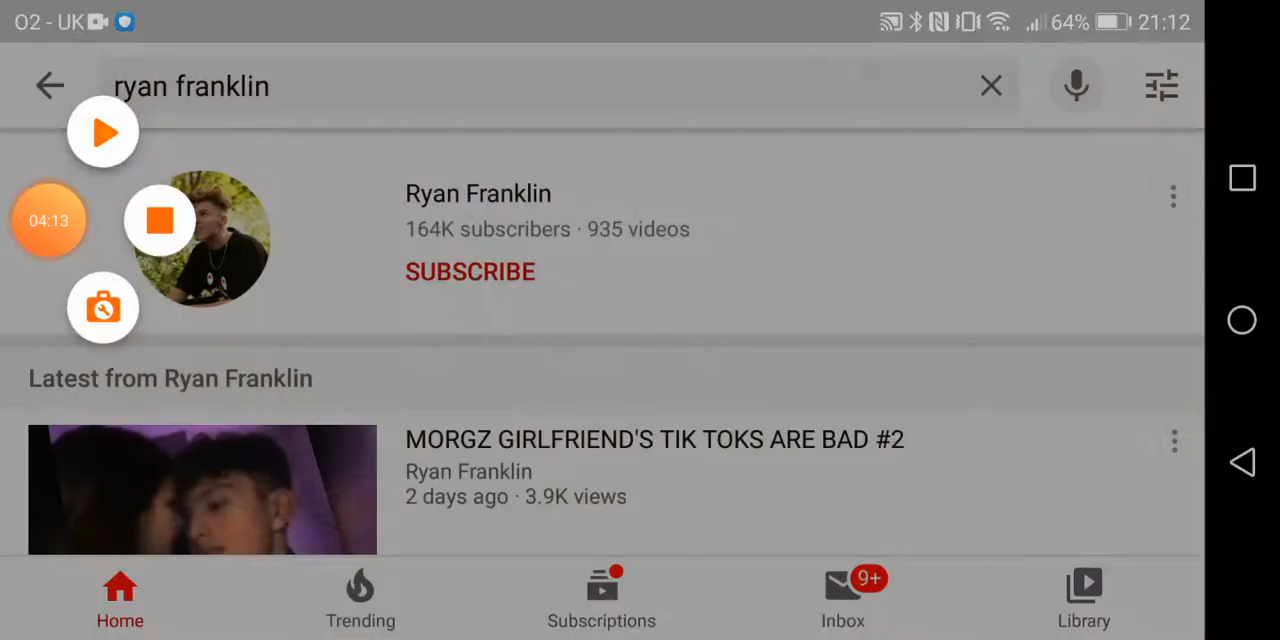 O2 - UK
64%
21:12
ryan franklin
04:13
Ryan Franklin
164K subscribers · 935 videos
SUBSCRIBE
Latest from Ryan Franklin
MORGZ GIRLFRIEND'S TIK TOKS ARE BAD #2
Ryan Franklin
2 days ago · 3.9K views
9+
Home
Trending
Subscriptions
Inbox
Library